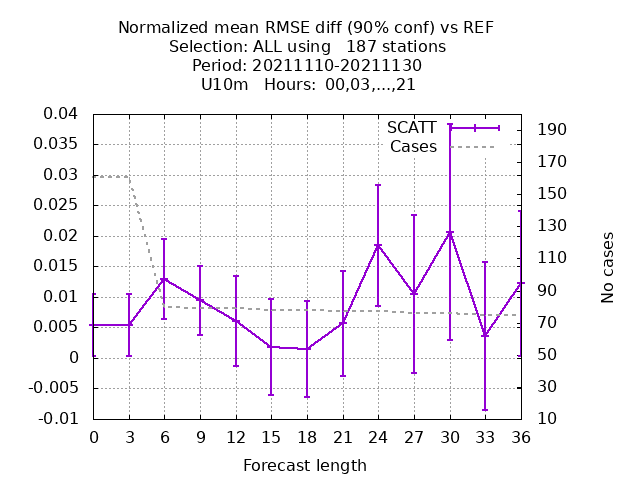 Normalized mean RMSE diff (90% conf) vs REF
Selection: ALL using   187 stations
Period: 20211110-20211130
U10m   Hours: 00,03,...,21
SCATT
Cases
0.04
0.035
0.03
0.025
0.02
0.015
0.01
0.005
0
-0.005
-0.01
190
170
150
130
110
90
70
50
30
10
No cases
0 3 6 9 12 15 18 21 24 27 30 33 36
Forecast length